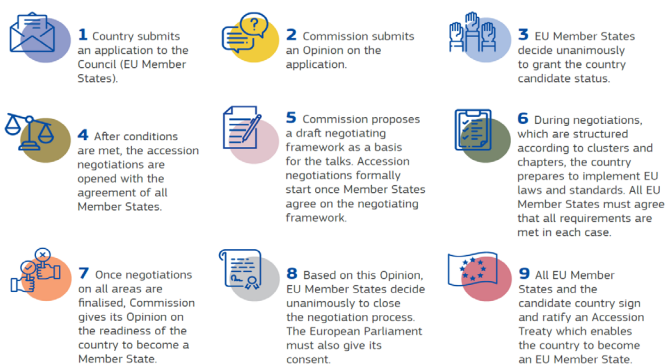 1 Country submits
an application to the
Council (EU Member
States).
2 Commission submits
an Opinion on the
application.
3 EU Member States
decide unanimously
to grant the country
candidate status.
4 After conditions
are met, the accession
negotiations are
opened with the
agreement of all
Member States.
5 Commission proposes
a draft negotiating
framework as a basis
for the talks. Accession
negotiations formally
start once Member States
agree on the negotiating
framework.
6 During negotiations,
which are structured
according to clusters and
chapters, the country
prepares to implement EU
laws and standards. All EU
Member States must agree
that all requirements are
met in each case.
7 Once negotiations
on all areas are
finalised, Commission
gives its Opinion on
the readiness of the
country to become a
Member State.
8 Based on this Opinion,
EU Member States decide
unanimously to close
the negotiation process.
The European Parliament
must also give its
consent.
9 All EU Member
States and the
candidate country sign
and ratify an Accession
Treaty which enables
the country to become
an EU Member State.